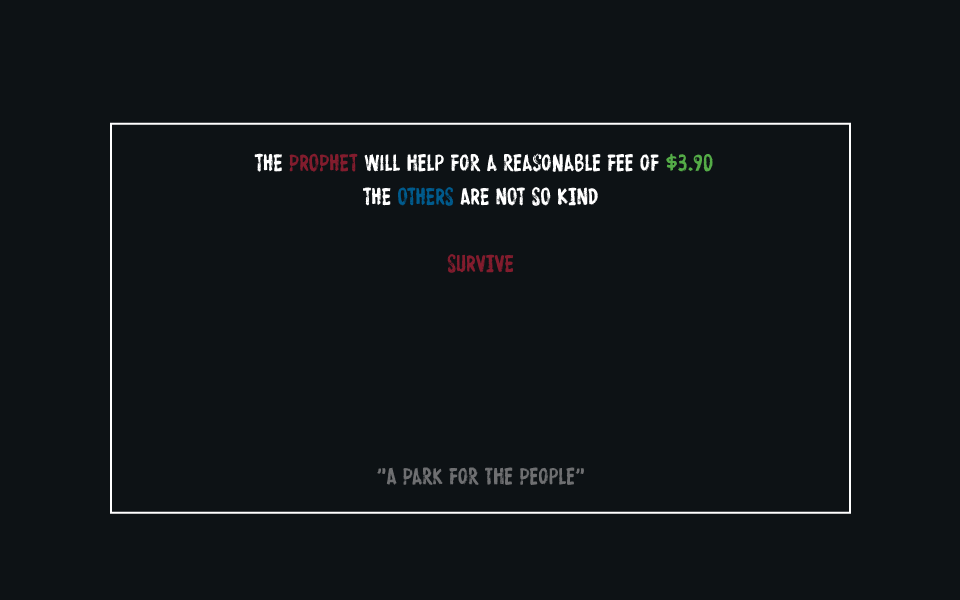 THE PROPHET WILL HELP FOR A REASONABLE FEE OF $3.90
THE OTHERS ARE NOT SO KIND
SURVIVE
"A PARK FOR THE PEOPLE"